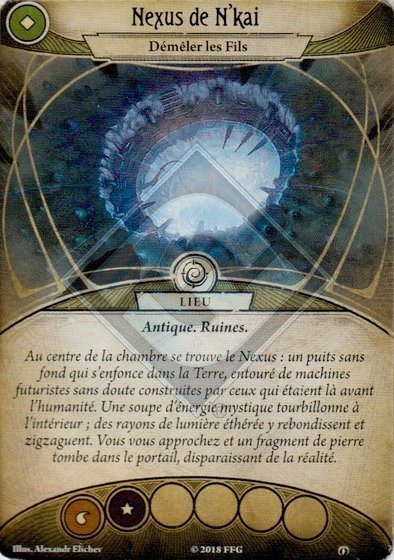 Nexus de N'kai
Démêler les Fils
LIEU
Antique. Ruines.
Au centre de la chambre se trouve le Nexus : un puits sans
fond qui s'enfonce dans la Terre, entouré de machines
futuristes sans doute construites par ceux qui étaient là avant
l'humanité. Une soupe d'énergie mystique tourbillonne à
l'intérieur ; des rayons de lumière éthérée y rebondissent et
zigzaguent. Vous vous approchez et un fragment de pierre
tombe dans le portail, disparaissant de la réalité.
Illus. Alexandr Elichev
© 2018 FFG